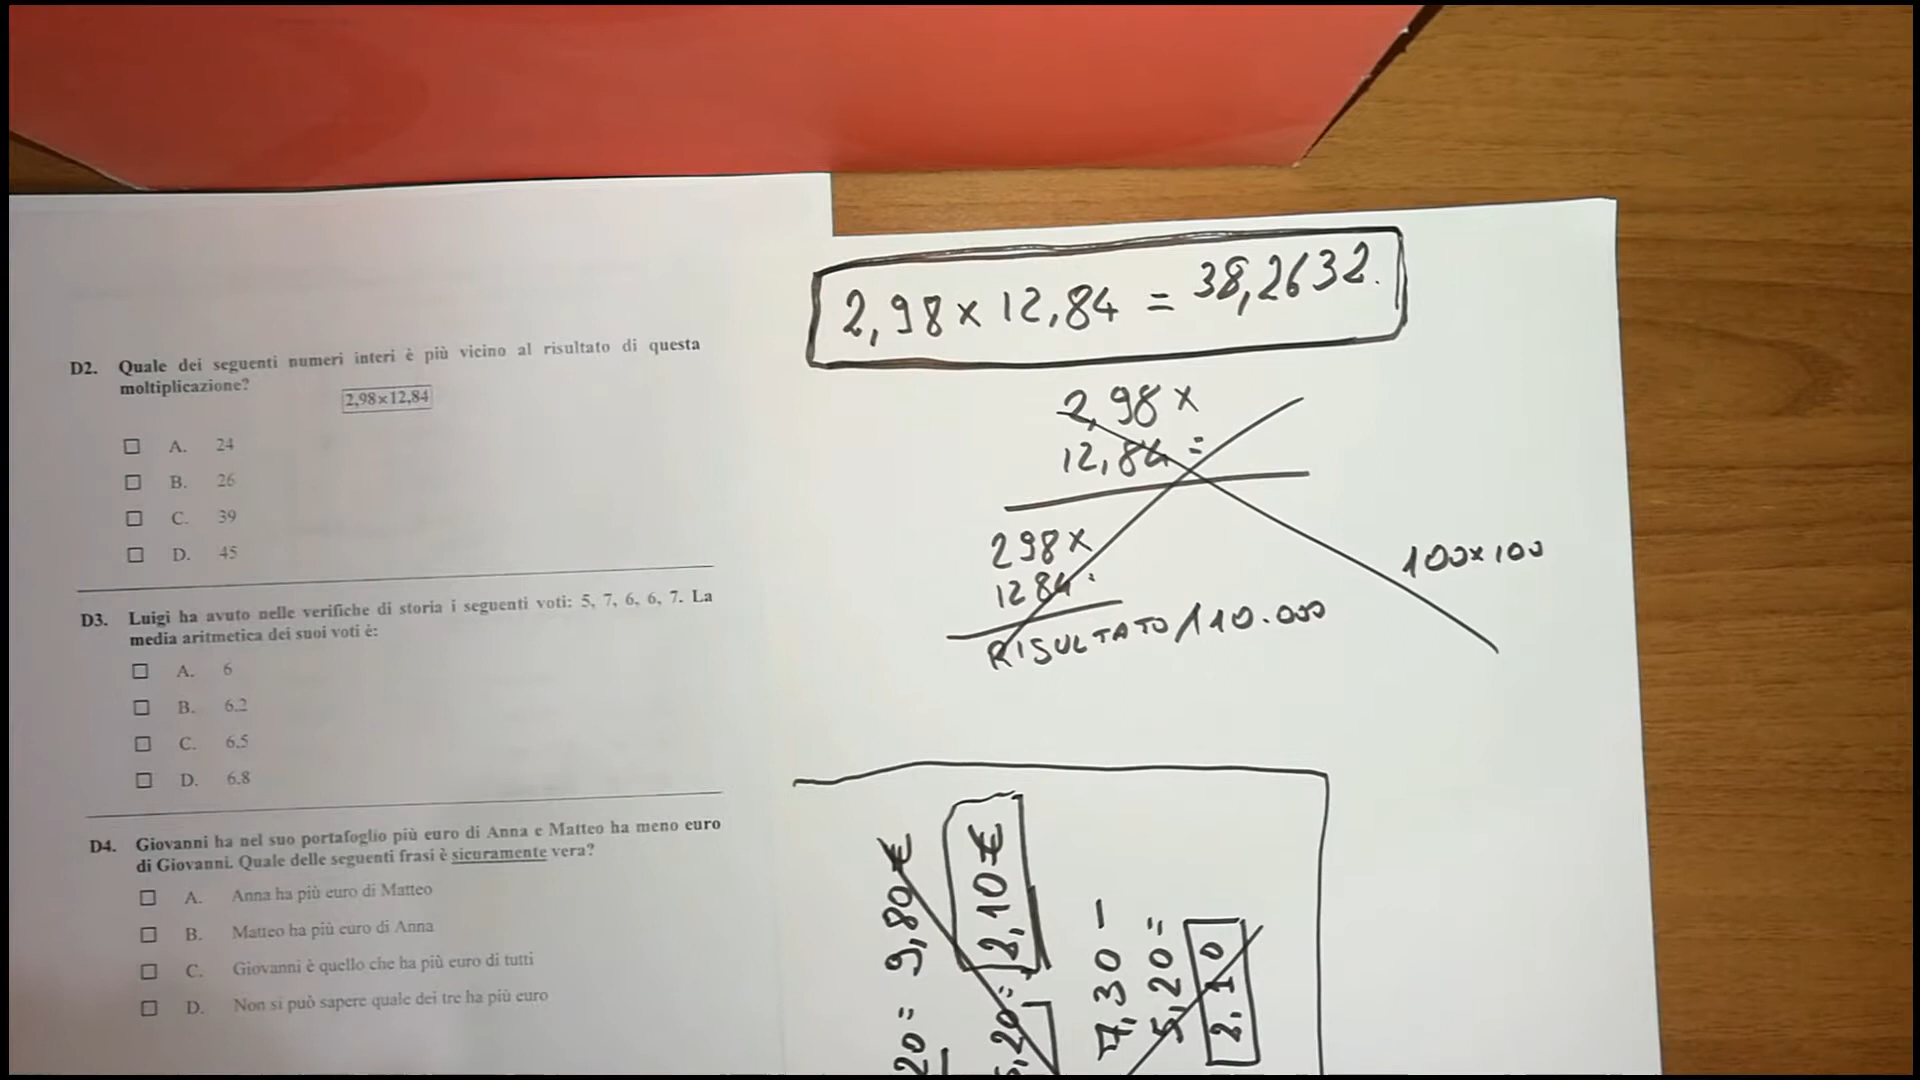 D2. Quale dei seguenti numeri interi è più vicino al risultato di questa
moltiplicazione?
2,98×12,84
A. 24
B. 26
C. 39
D. 45
D3. Luigi ha avuto nelle verifiche di storia i seguenti voti: 5, 7, 6, 6, 7. La
media aritmetica dei suoi voti è:
A. 6
B. 6.2
C. 6.5
D. 6.8
D4. Giovanni ha nel suo portafoglio più euro di Anna e Matteo ha meno euro
di Giovanni. Quale delle seguenti frasi è sicuramente vera?
A. Anna ha più euro di Matteo
B. Matteo ha più euro di Anna
C. Giovanni è quello che ha più euro di tutti
D. Non si può sapere quale dei tre ha più euro
2,98 x 12,84 = 38,2632.
2,98 x
12,84 =
298 x
1284
RISULTATO / 10.000
100 x 100
20 = 9,80 €
5,20 = 2,10 €
7,30 -
5,20 =
2.10